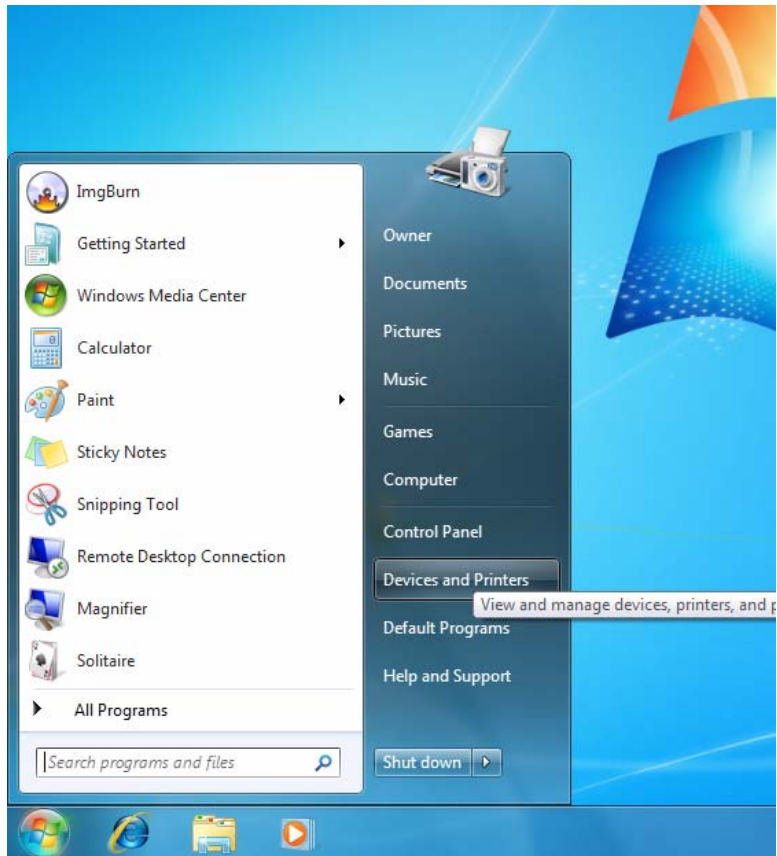 ImgBurn
Getting Started
Windows Media Center
Calculator
Paint
Sticky Notes
Snipping Tool
Remote Desktop Connection
Magnifier
Solitaire
All Programs
Search programs and files
Owner
Documents
Pictures
Music
Games
Computer
Control Panel
Devices and Printers
View and manage devices, printers, and p
Default Programs
Help and Support
Shut down